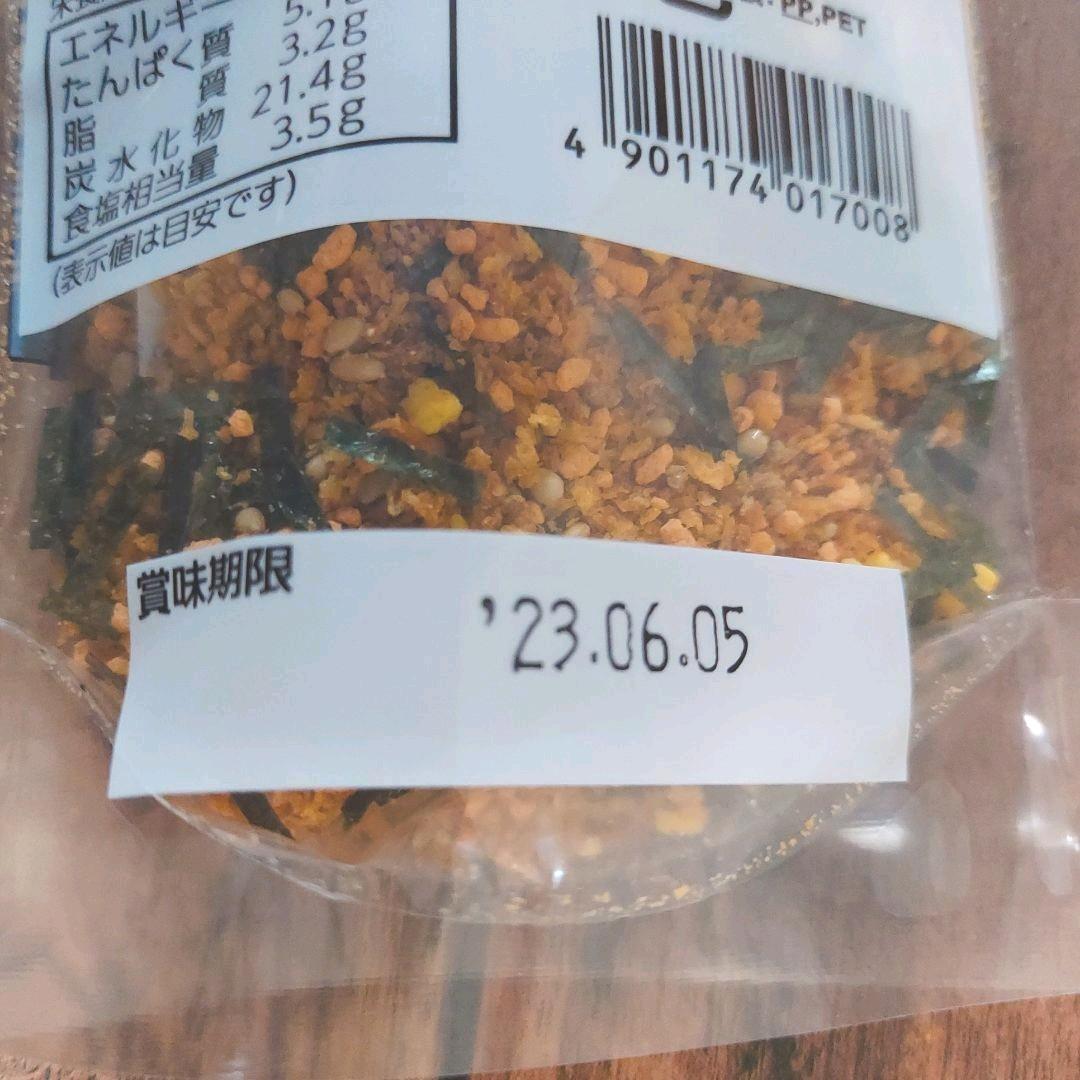 エネルギー
たんぱく質 5.1g
脂質 3.2g
炭水化物 21.4g
食塩相当量 3.5g
(表示値は目安です)
PP,PET
4 901174 017008
賞味期限
'23.06.05